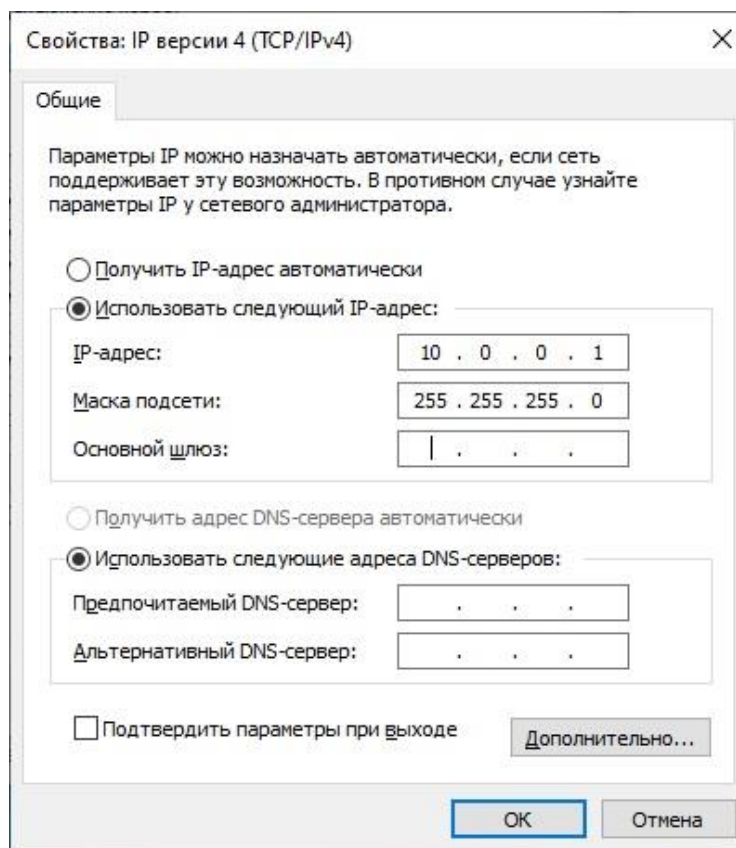 Свойства: IP версии 4 (TCP/IPv4)
Общие
Параметры IP можно назначать автоматически, если сеть
поддерживает эту возможность. В противном случае узнайте
параметры IP у сетевого администратора.
Получить IP-адрес автоматически
Использовать следующий IP-адрес:
IP-адрес: 10 . 0 . 0 . 1
Маска подсети: 255 . 255 . 255 . 0
Основной шлюз: . . .
Получить адрес DNS-сервера автоматически
Использовать следующие адреса DNS-серверов:
Предпочитаемый DNS-сервер: . . .
Альтернативный DNS-сервер: . . .
Подтвердить параметры при выходе
Дополнительно...
ОК Отмена